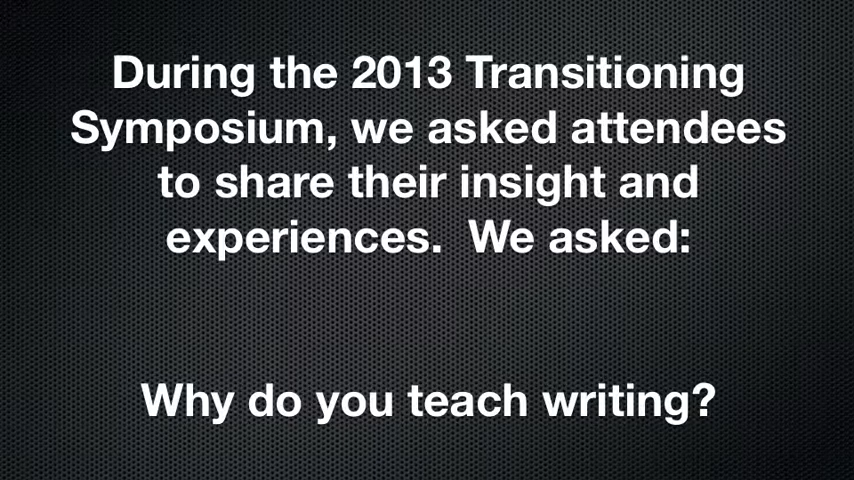 During the 2013 Transitioning
Symposium, we asked attendees
to share their insight and
experiences.  We asked:
Why do you teach writing?